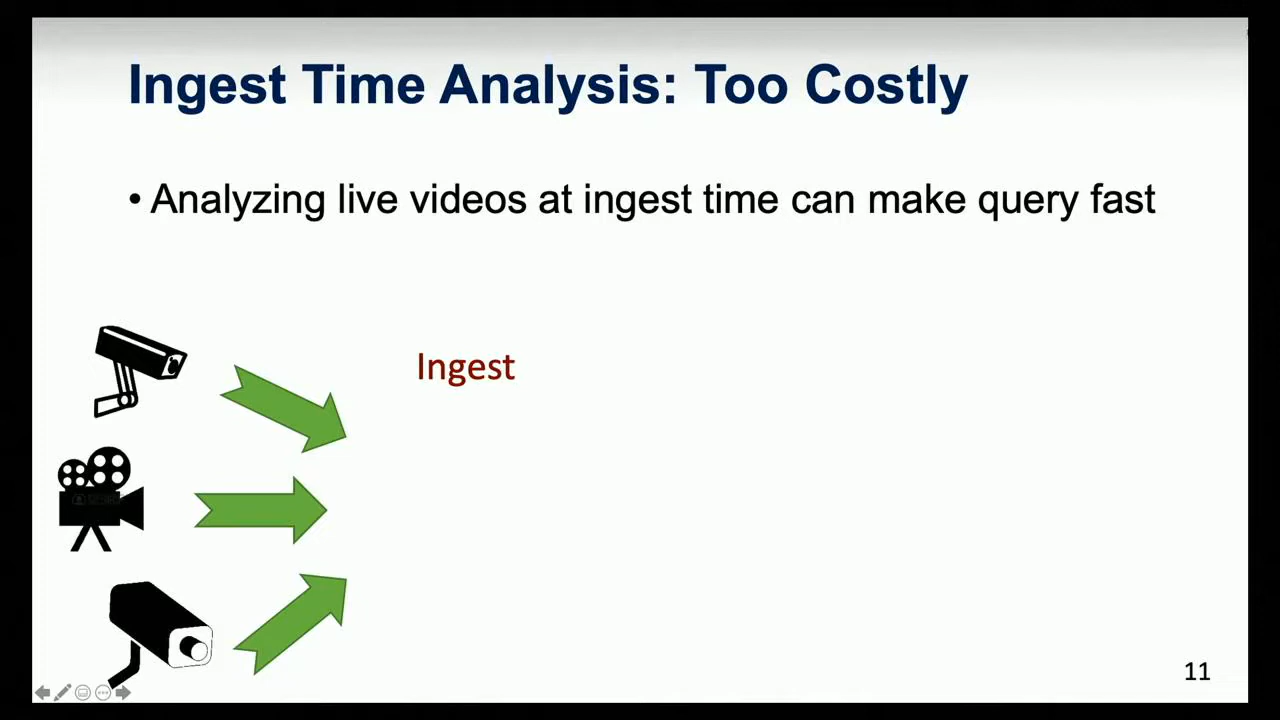 Ingest Time Analysis: Too Costly
• Analyzing live videos at ingest time can make query fast
Ingest
11